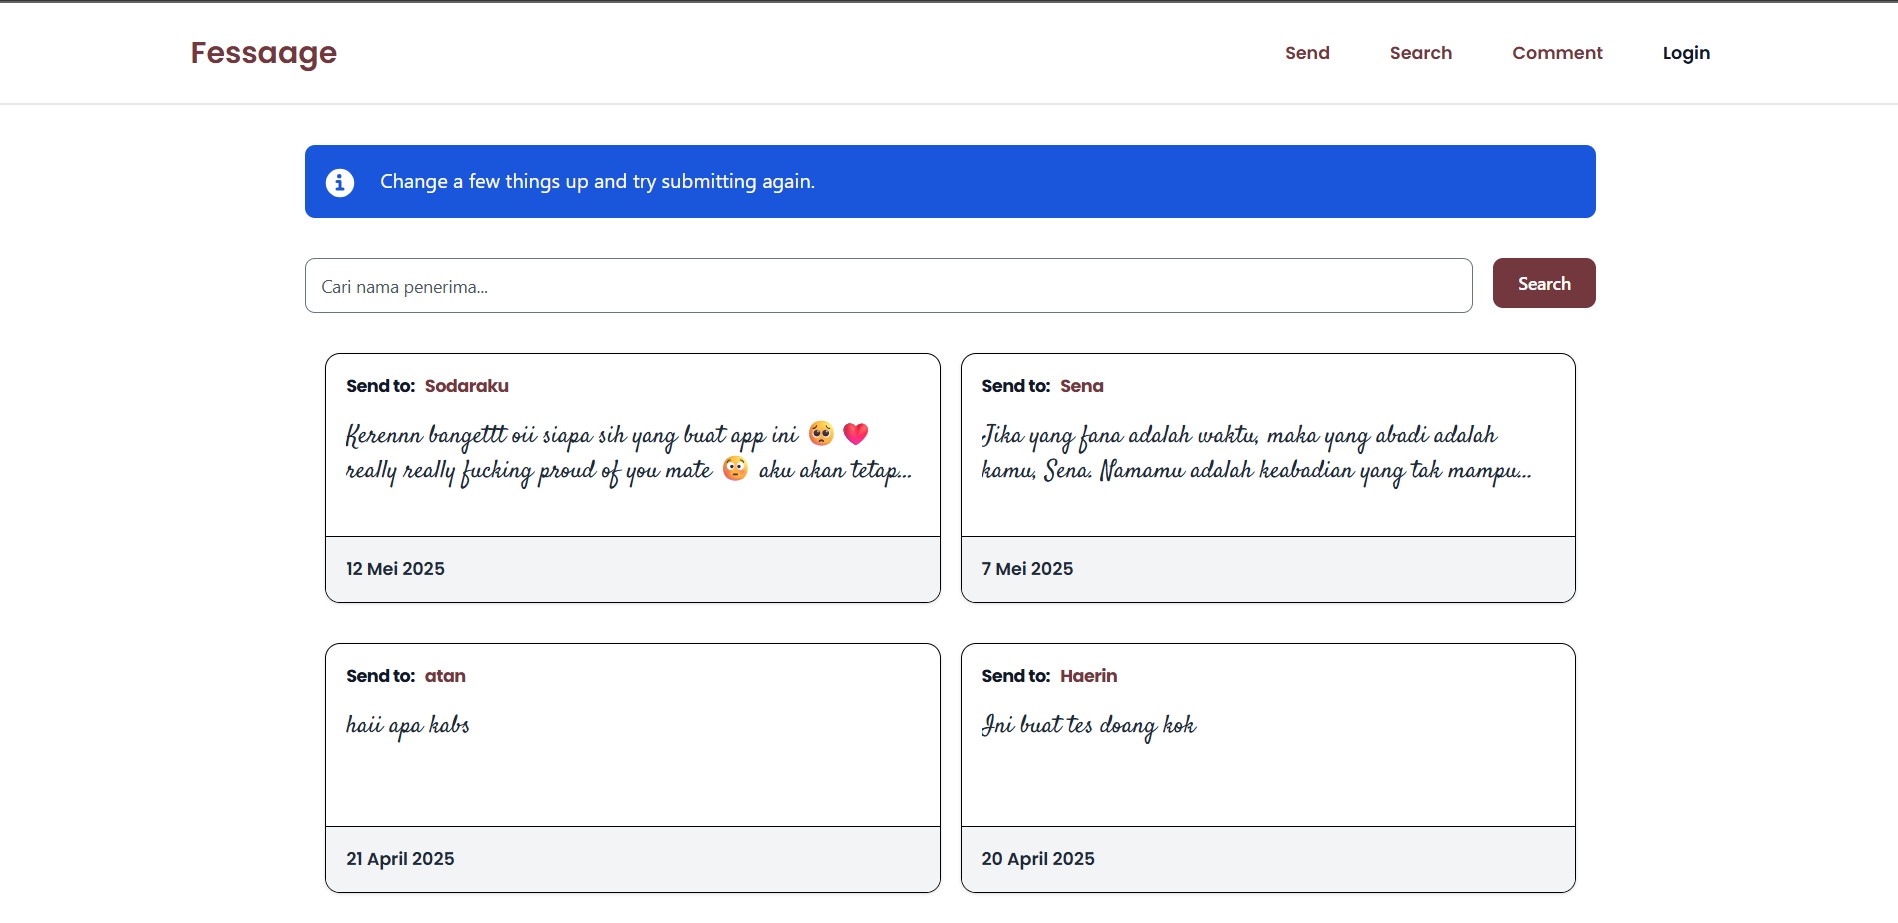 Fessaage
Send Search Comment Login
Change a few things up and try submitting again.
Cari nama penerima...
Search
Send to: Sodaraku
Kerennn bangettt oii siapa sih yang buat app ini 🥺 ❤️
really really fucking proud of you mate 😳 aku akan tetap...
12 Mei 2025
Send to: Sena
Jika yang fana adalah waktu, maka yang abadi adalah
kamu, Sena. Namamu adalah keabadian yang tak mampu...
7 Mei 2025
Send to: atan
haii apa kabs
21 April 2025
Send to: Haerin
Ini buat tes doang kok
20 April 2025